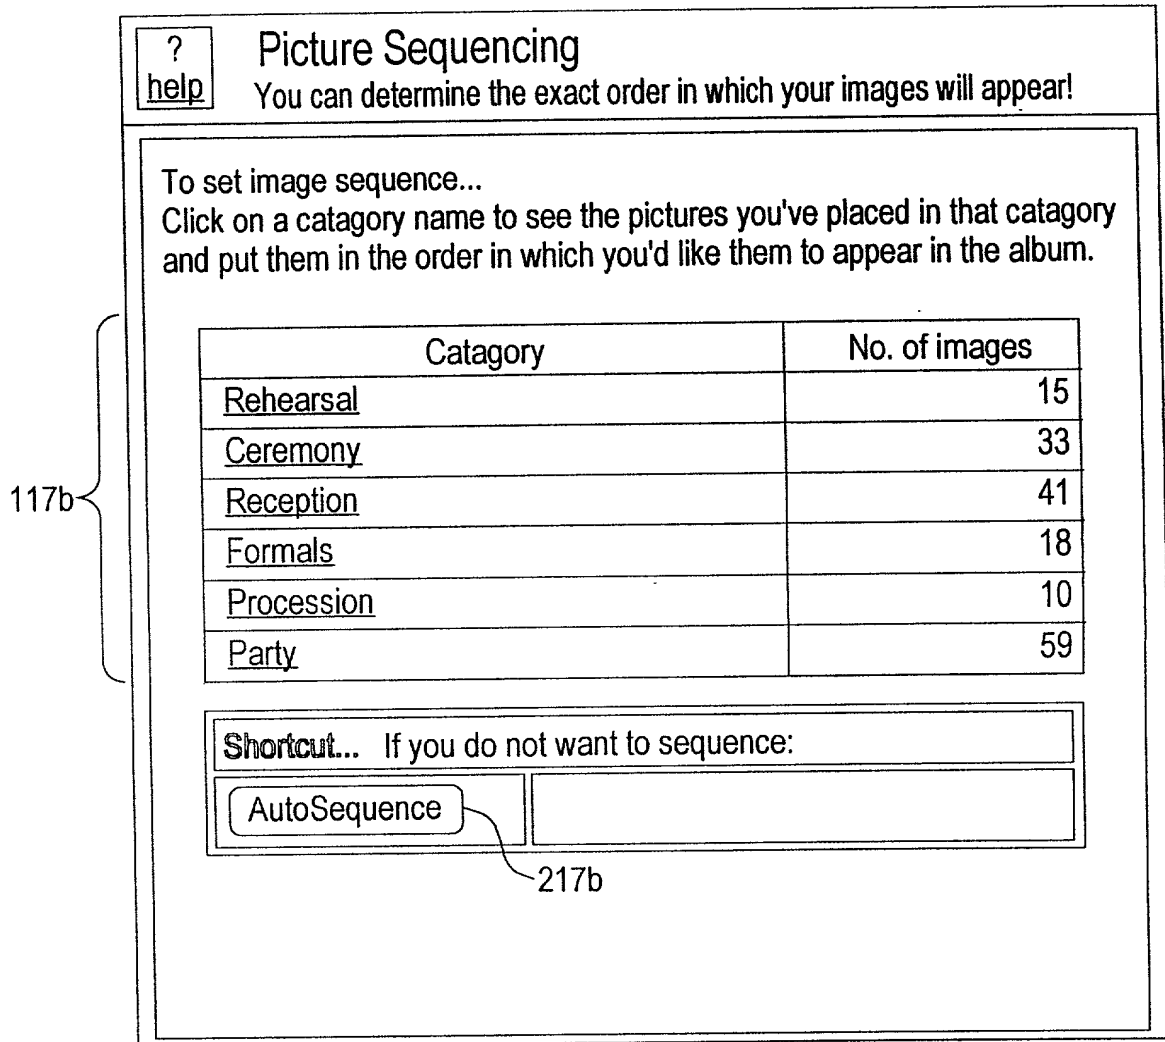 ?
help
Picture Sequencing
You can determine the exact order in which your images will appear!
To set image sequence...
Click on a catagory name to see the pictures you've placed in that catagory
and put them in the order in which you'd like them to appear in the album.
117b
Catagory No. of images
Rehearsal 15
Ceremony 33
Reception 41
Formals 18
Procession 10
Party 59
Shortcut... If you do not want to sequence:
AutoSequence
217b